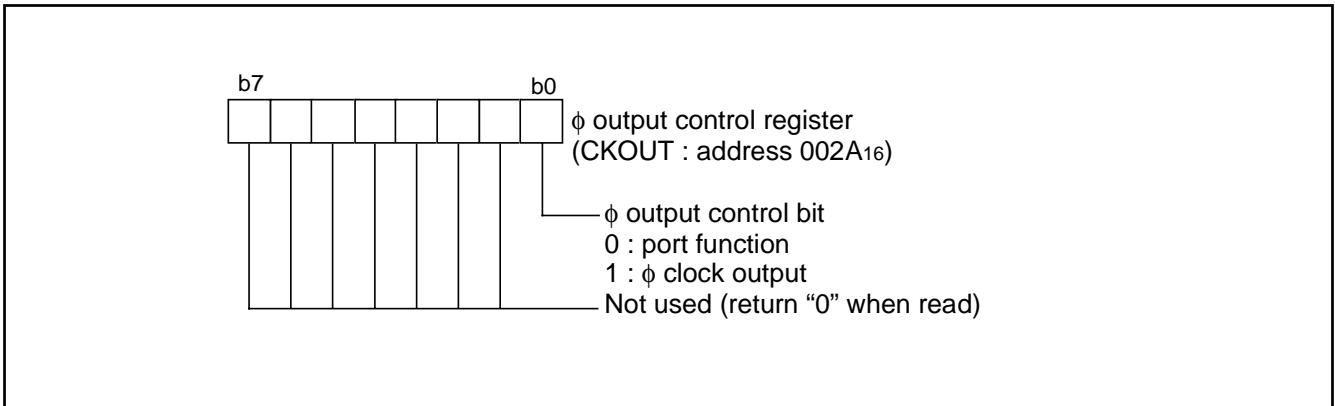 b7 b0
ϕ output control register
(CKOUT : address 002A16)
ϕ output control bit
0 : port function
1 : ϕ clock output
Not used (return “0” when read)